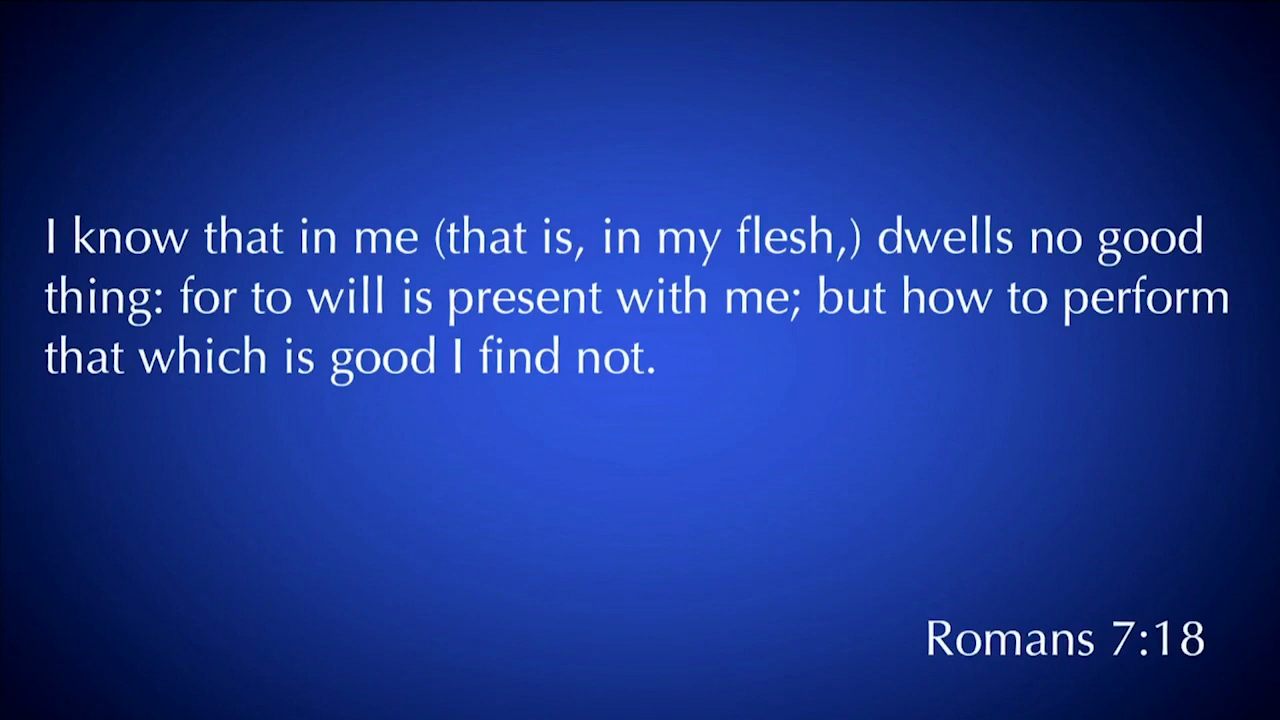 I know that in me (that is, in my flesh,) dwells no good
thing: for to will is present with me; but how to perform
that which is good I find not.
Romans 7:18